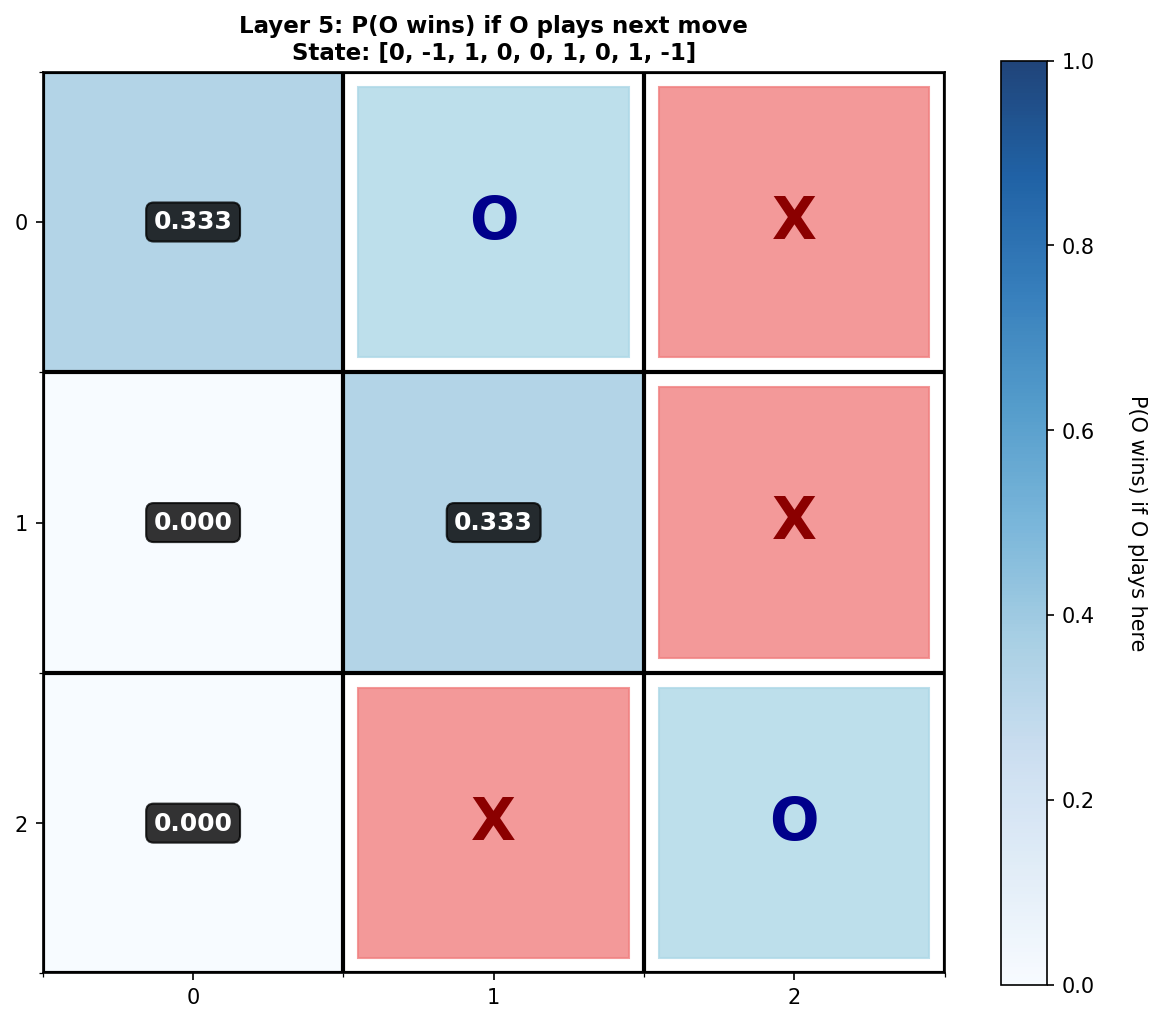 Layer 5: P(O wins) if O plays next move
State: [0, -1, 1, 0, 0, 1, 0, 1, -1]
0.333
O
X
0.000
0.333
X
0.000
X
O
0
1
2
0
1
2
1.0
0.8
0.6
0.4
0.2
0.0
P(O wins) if O plays here